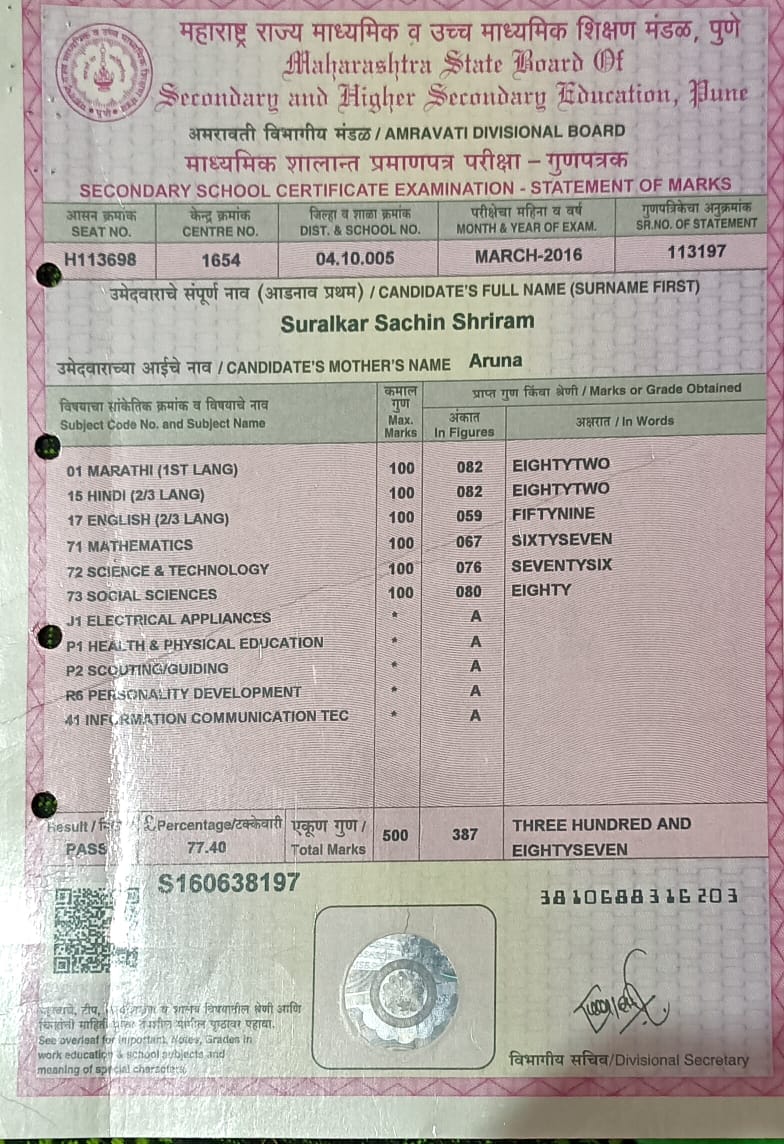 महाराष्ट्र राज्य माध्यमिक व उच्च माध्यमिक शिक्षण मंडळ, पुणे
Maharashtra State Board Of
Secondary and Higher Secondary Education, Pune
अमरावती विभागीय मंडळ / AMRAVATI DIVISIONAL BOARD
माध्यमिक शालान्त प्रमाणपत्र परीक्षा – गुणपत्रक
SECONDARY SCHOOL CERTIFICATE EXAMINATION - STATEMENT OF MARKS
आसन क्रमांक केन्द्र क्रमांक जिल्हा व शाळा क्रमांक परीक्षेचा महिना व वर्ष गुणपत्रिकेचा अनुक्रमांक
SEAT NO. CENTRE NO. DIST. & SCHOOL NO. MONTH & YEAR OF EXAM. SR.NO. OF STATEMENT
H113698 1654 04.10.005 MARCH-2016 113197
उमेदवाराचे संपूर्ण नाव (आडनाव प्रथम) / CANDIDATE'S FULL NAME (SURNAME FIRST)
Suralkar Sachin Shriram
उमेदवाराच्या आईचे नाव / CANDIDATE'S MOTHER'S NAME Aruna
विषयाचा सांकेतिक क्रमांक व विषयाचे नाव
Subject Code No. and Subject Name
कमाल
गुण
Max.
Marks
प्राप्त गुण किंवा श्रेणी / Marks or Grade Obtained
अंकात
In Figures
अक्षरात / In Words
01 MARATHI (1ST LANG) 100 082 EIGHTYTWO
15 HINDI (2/3 LANG) 100 082 EIGHTYTWO
17 ENGLISH (2/3 LANG) 100 059 FIFTYNINE
71 MATHEMATICS 100 067 SIXTYSEVEN
72 SCIENCE & TECHNOLOGY 100 076 SEVENTYSIX
73 SOCIAL SCIENCES 100 080 EIGHTY
J1 ELECTRICAL APPLIANCES * A
P1 HEALTH & PHYSICAL EDUCATION * A
P2 SCOUTING/GUIDING * A
R6 PERSONALITY DEVELOPMENT * A
41 INFORMATION COMMUNICATION TEC * A
Result /
PASS
£Percentage/टक्केवारी
77.40
एकूण गुण /
Total Marks
500 387 THREE HUNDRED AND
EIGHTYSEVEN
S160638197
3810688316203
व शालेय विषयातील श्रेणी आणि
पृष्ठावर पहावा.
See overleaf for Important Notes, Grades in
work education & school subjects and
meaning of special characters.
विभागीय सचिव/Divisional Secretary